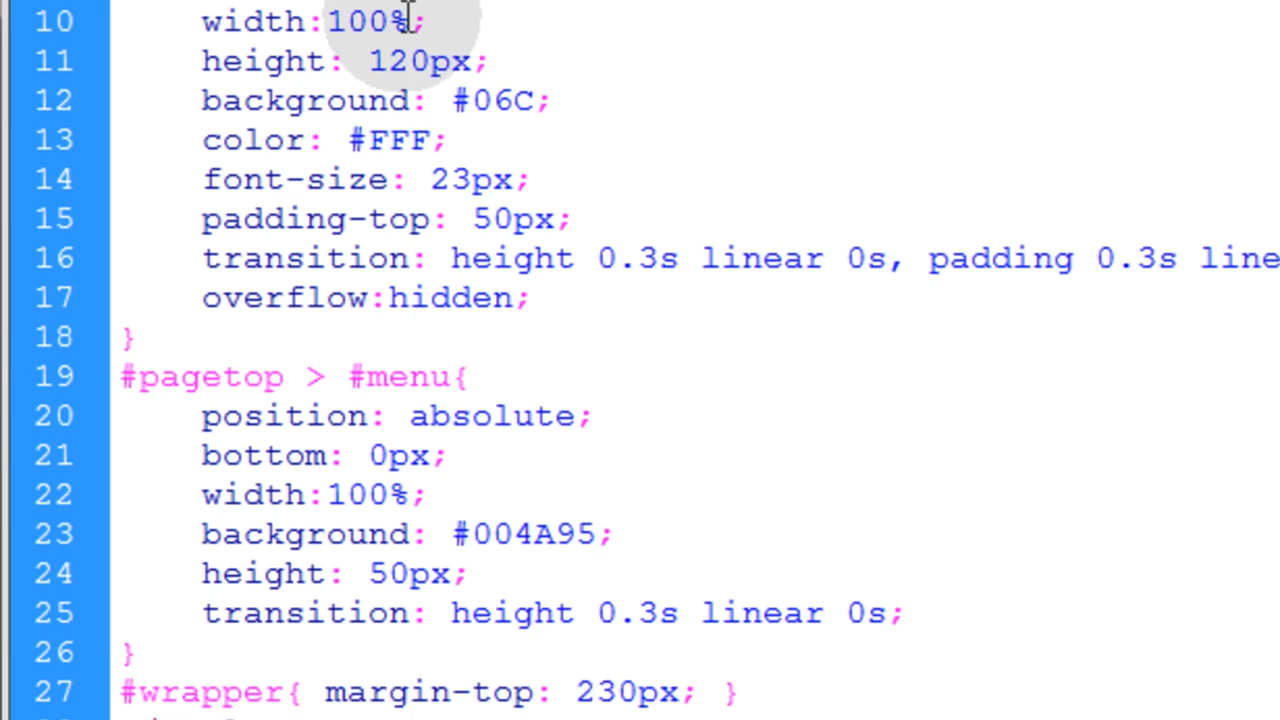 10 width:100%;
11 height: 120px;
12 background: #06C;
13 color: #FFF;
14 font-size: 23px;
15 padding-top: 50px;
16 transition: height 0.3s linear 0s, padding 0.3s line
17 overflow:hidden;
18 }
19 #pagetop > #menu{
20 position: absolute;
21 bottom: 0px;
22 width:100%;
23 background: #004A95;
24 height: 50px;
25 transition: height 0.3s linear 0s;
26 }
27 #wrapper{ margin-top: 230px; }